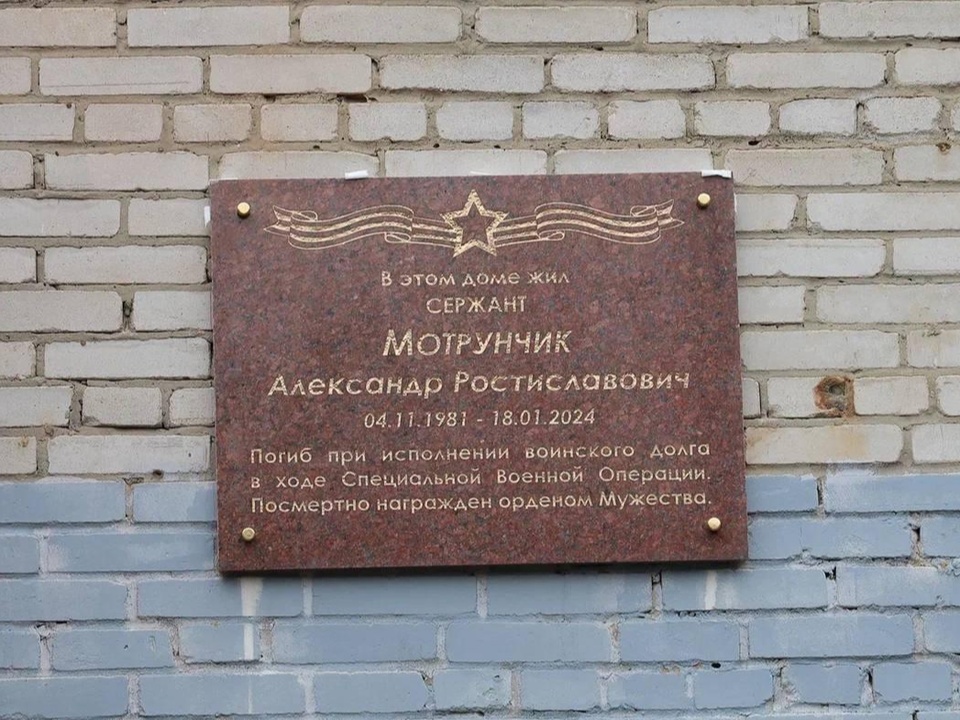 В этом доме жил
СЕРЖАНТ
МОТРУНЧИК
Александр Ростиславович
04.11.1981 - 18.01.2024
Погиб при исполнении воинского долга
в ходе Специальной Военной Операции.
Посмертно награжден орденом Мужества.